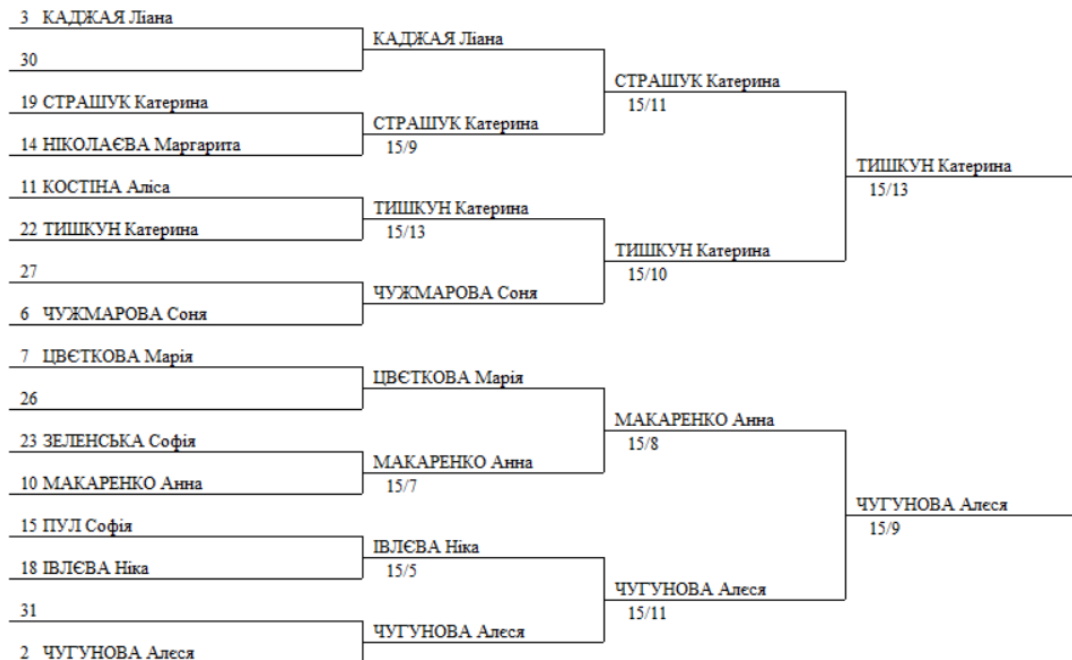 3 КАДЖАЯ Ліана
30
19 СТРАШУК Катерина
14 НІКОЛАЄВА Маргарита
11 КОСТІНА Аліса
22 ТИШКУН Катерина
27
6 ЧУЖМАРОВА Соня
7 ЦВЄТКОВА Марія
26
23 ЗЕЛЕНСЬКА Софія
10 МАКАРЕНКО Анна
15 ПУЛ Софія
18 ІВЛЄВА Ніка
31
2 ЧУГУНОВА Алєся
КАДЖАЯ Ліана
СТРАШУК Катерина
15/9
ТИШКУН Катерина
15/13
ЧУЖМАРОВА Соня
ЦВЄТКОВА Марія
МАКАРЕНКО Анна
15/7
ІВЛЄВА Ніка
15/5
ЧУГУНОВА Алєся
СТРАШУК Катерина
15/11
ТИШКУН Катерина
15/10
МАКАРЕНКО Анна
15/8
ЧУГУНОВА Алєся
15/11
ТИШКУН Катерина
15/13
ЧУГУНОВА Алєся
15/9